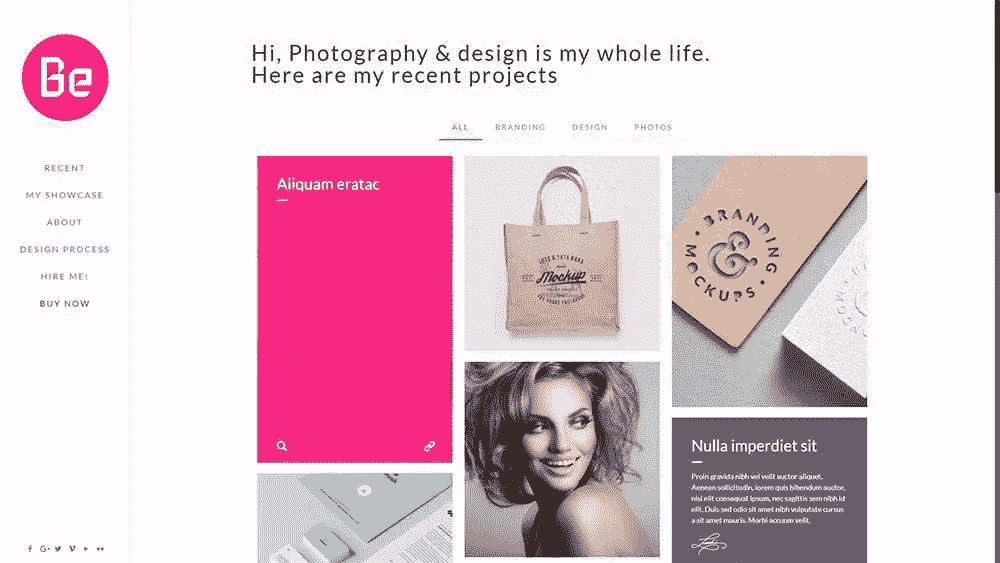 Be
RECENT
MY SHOWCASE
ABOUT
DESIGN PROCESS
HIRE ME!
BUY NOW
Hi, Photography & design is my whole life.
Here are my recent projects
ALL
BRANDING
DESIGN
PHOTOS
Aliquam eratac
Mockup
BRANDING
&
MOCKUPS
Nulla imperdiet sit
Proin gravida nibh vel velit auctor aliquet.
Aenean sollicitudin, lorem quis bibendum auctor,
nisi elit consequat ipsum, nec sagittis sem nibh id
elit. Duis sed odio sit amet nibh vulputate cursus
a sit amet mauris. Morbi accuum velit.